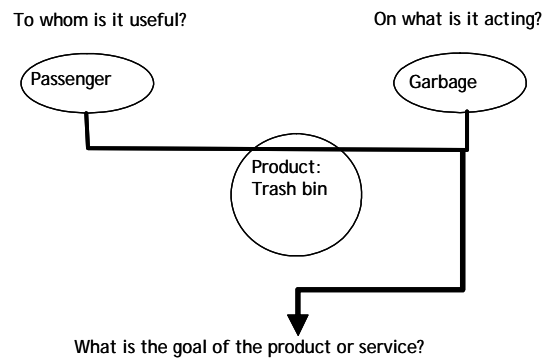 To whom is it useful?
On what is it acting?
Passenger
Garbage
Product:
Trash bin
What is the goal of the product or service?